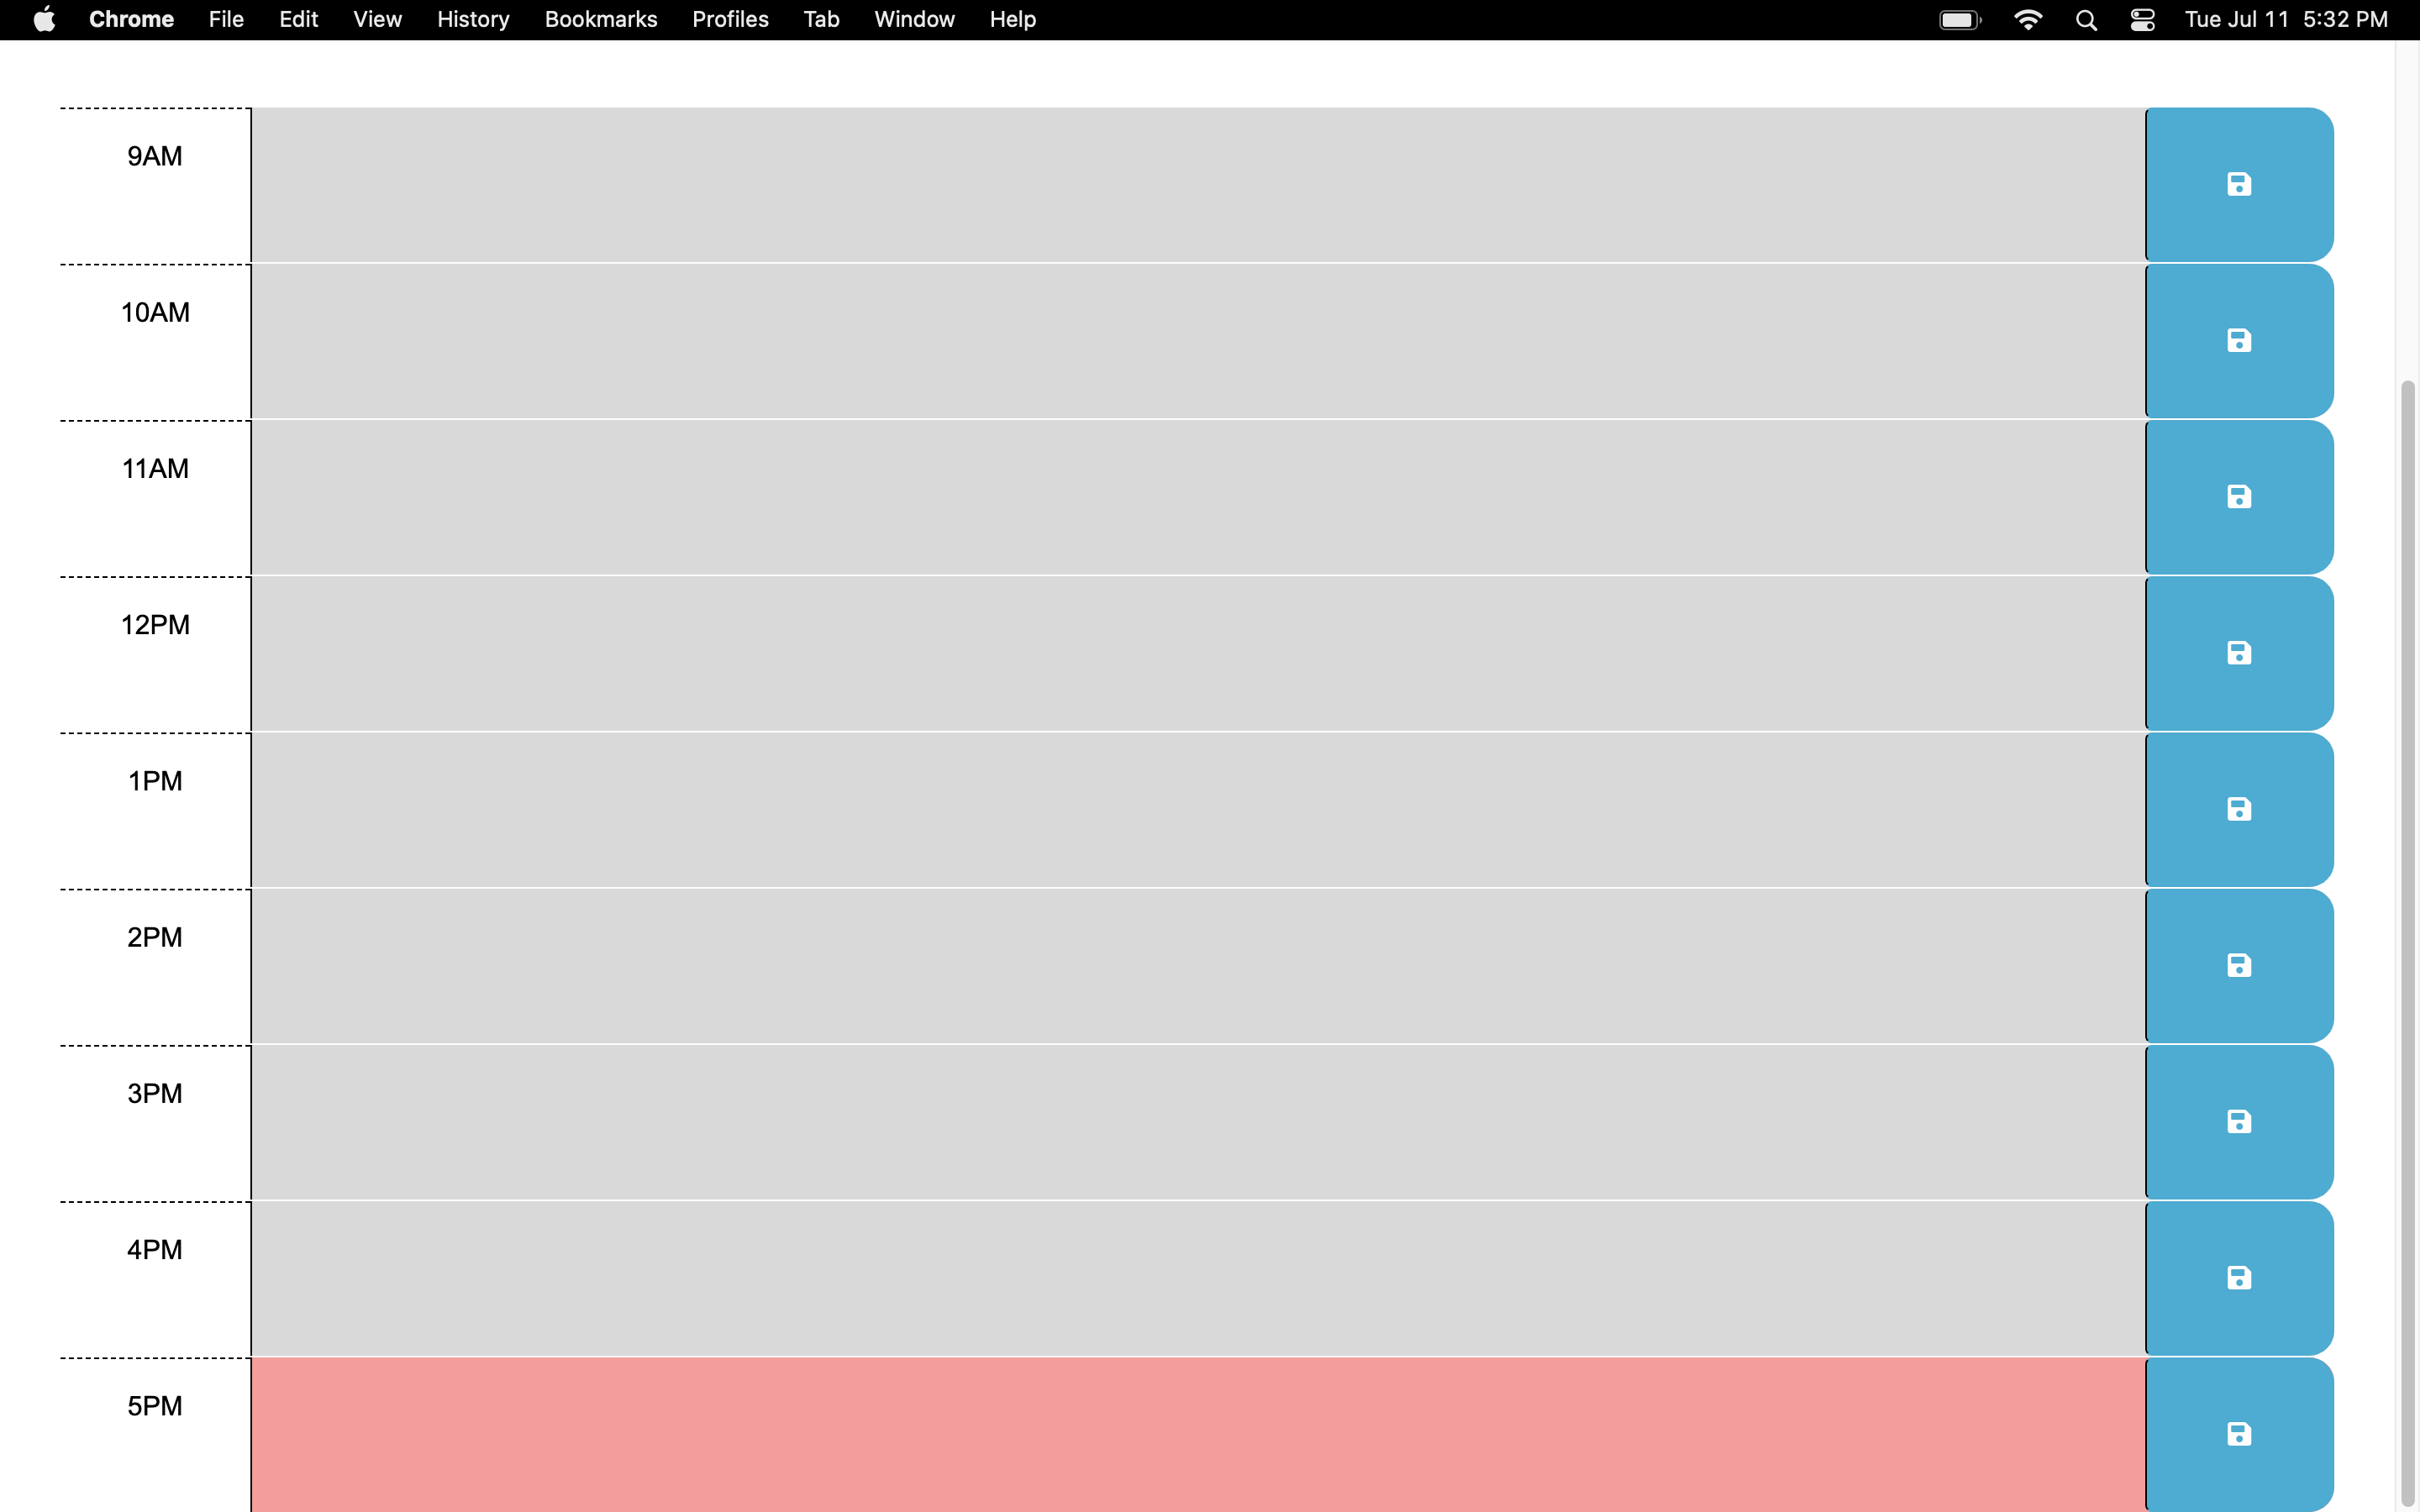 Chrome File Edit View History Bookmarks Profiles Tab Window Help Tue Jul 11 5:32 PM
9AM
10AM
11AM
12PM
1PM
2PM
3PM
4PM
5PM